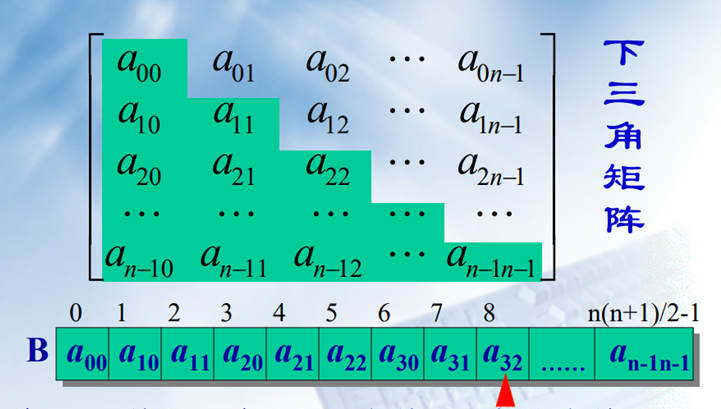 a00 a01 a02 ··· a0n–1
a10 a11 a12 ··· a1n–1
a20 a21 a22 ··· a2n–1
··· ··· ··· ··· ···
an–10 an–11 an–12 ··· an–1n–1
下三角矩阵
0 1 2 3 4 5 6 7 8 n(n+1)/2-1
B a00 a10 a11 a20 a21 a22 a30 a31 a32 ...... an-1n-1